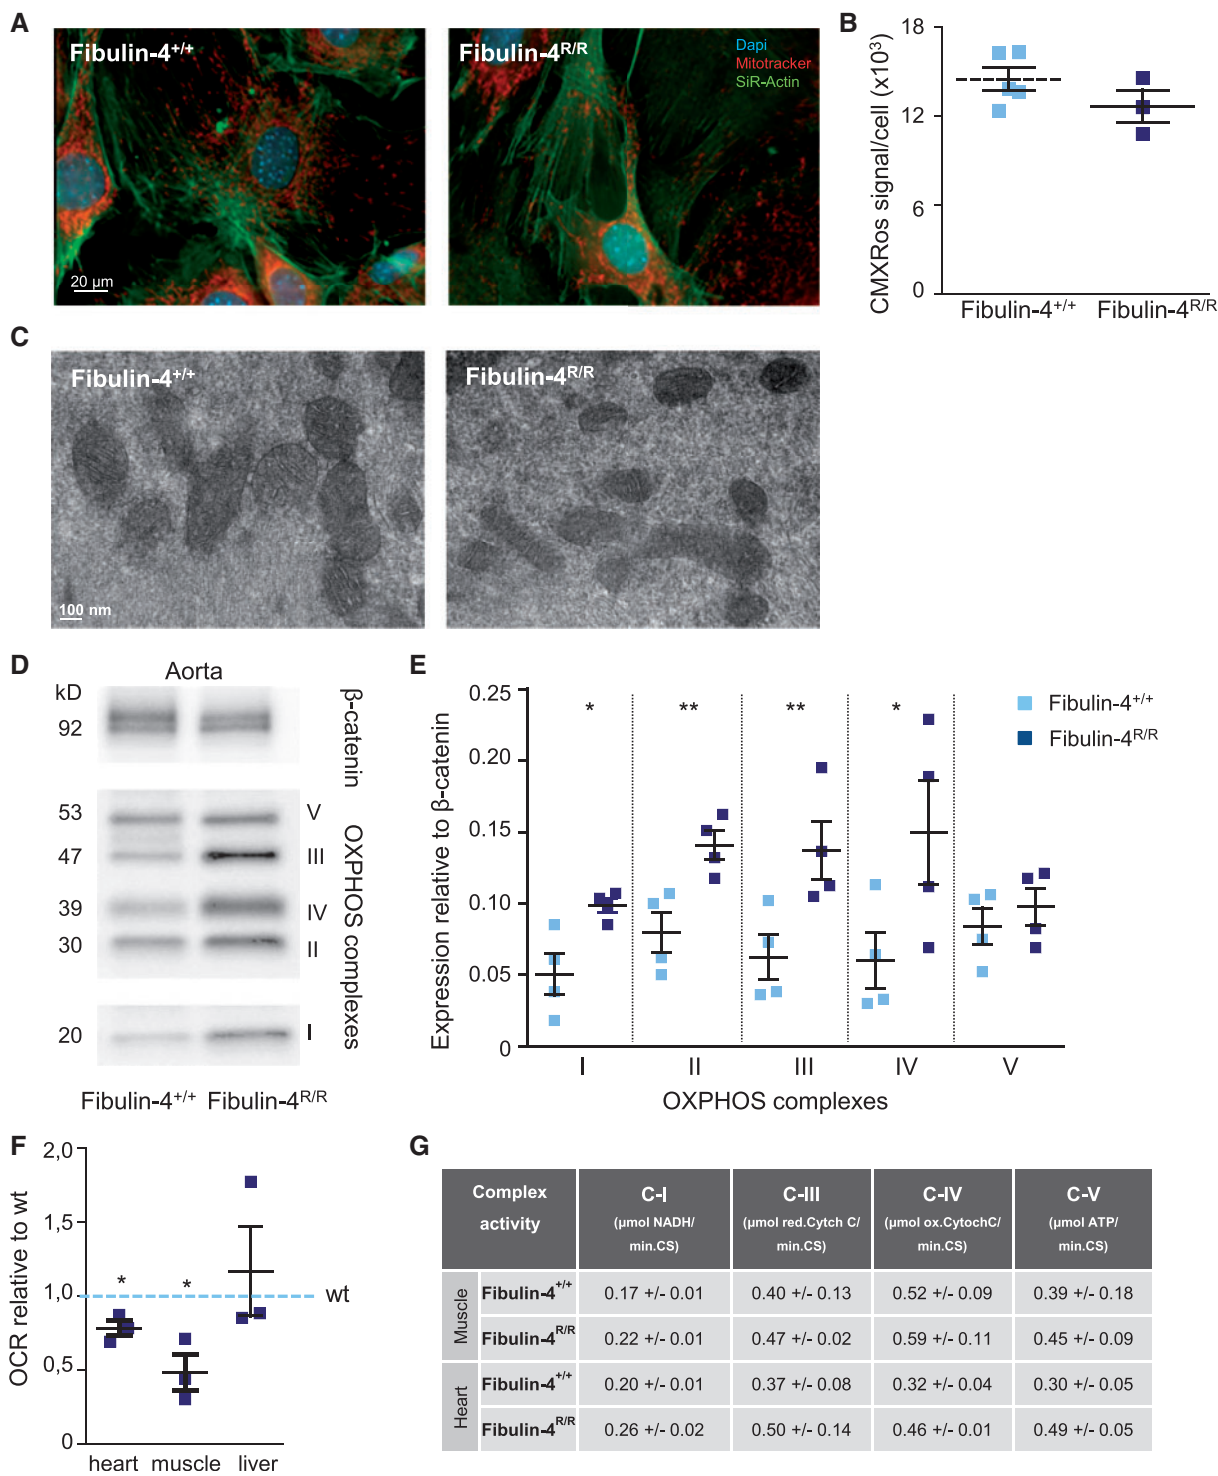 A
Fibulin-4+/+
Fibulin-4R/R
Dapi
Mitotracker
SiR-Actin
20 µm
B
CMXRos signal/cell (x10³)
18
12
6
0
Fibulin-4+/+
Fibulin-4R/R
C
Fibulin-4+/+
Fibulin-4R/R
100 nm
D
Aorta
kD
92
53
47
39
30
20
β-catenin
V
III
IV
II
I
OXPHOS complexes
Fibulin-4+/+ Fibulin-4R/R
E
Expression relative to β-catenin
0.25
0.20
0.15
0.10
0.05
0
* ** ** *
I II III IV V
OXPHOS complexes
Fibulin-4+/+
Fibulin-4R/R
F
OCR relative to wt
2,0
1,5
1,0
0,5
0
* *
wt
heart muscle liver
G
Complex activity
C-I (µmol NADH/ min.CS)
C-III (µmol red.Cytch C/ min.CS)
C-IV (µmol ox.CytochC/ min.CS)
C-V (µmol ATP/ min.CS)
Muscle
Fibulin-4+/+ 0.17 +/- 0.01 0.40 +/- 0.13 0.52 +/- 0.09 0.39 +/- 0.18
Fibulin-4R/R 0.22 +/- 0.01 0.47 +/- 0.02 0.59 +/- 0.11 0.45 +/- 0.09
Heart
Fibulin-4+/+ 0.20 +/- 0.01 0.37 +/- 0.08 0.32 +/- 0.04 0.30 +/- 0.05
Fibulin-4R/R 0.26 +/- 0.02 0.50 +/- 0.14 0.46 +/- 0.01 0.49 +/- 0.05